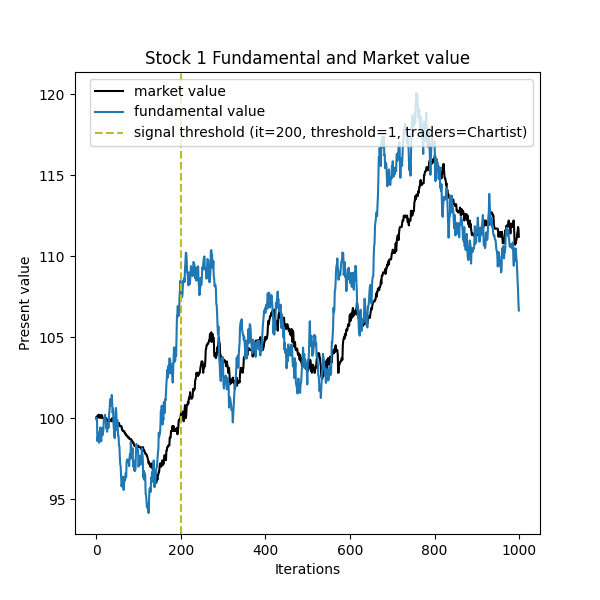 Stock 1 Fundamental and Market value
market value
fundamental value
signal threshold (it=200, threshold=1, traders=Chartist)
Present value
120
115
110
105
100
95
0 200 400 600 800 1000
Iterations